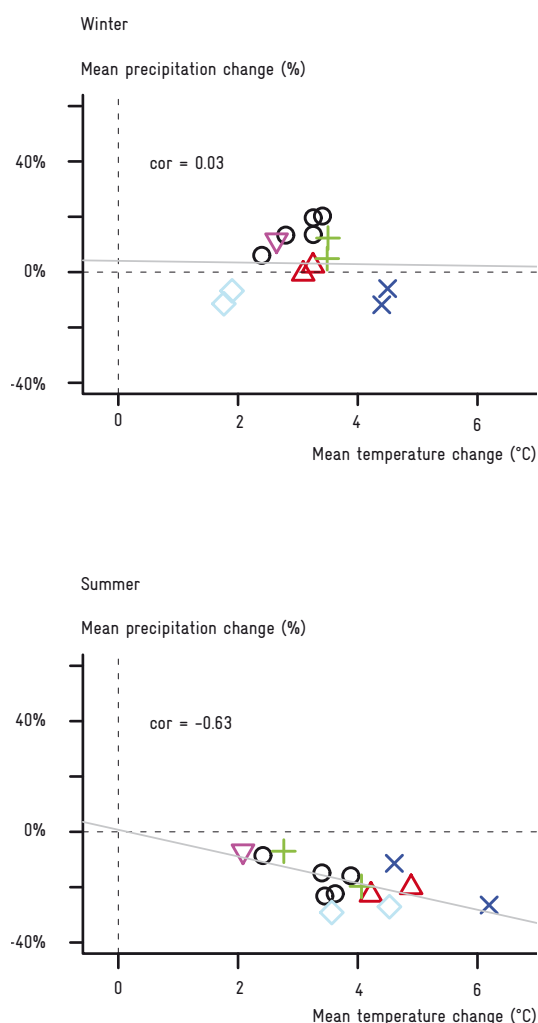 Winter
Mean precipitation change (%)
cor = 0.03
40%
0%
-40%
0 2 4 6
Mean temperature change (°C)
Summer
Mean precipitation change (%)
cor = -0.63
40%
0%
-40%
0 2 4 6
Mean temperature change (°C)